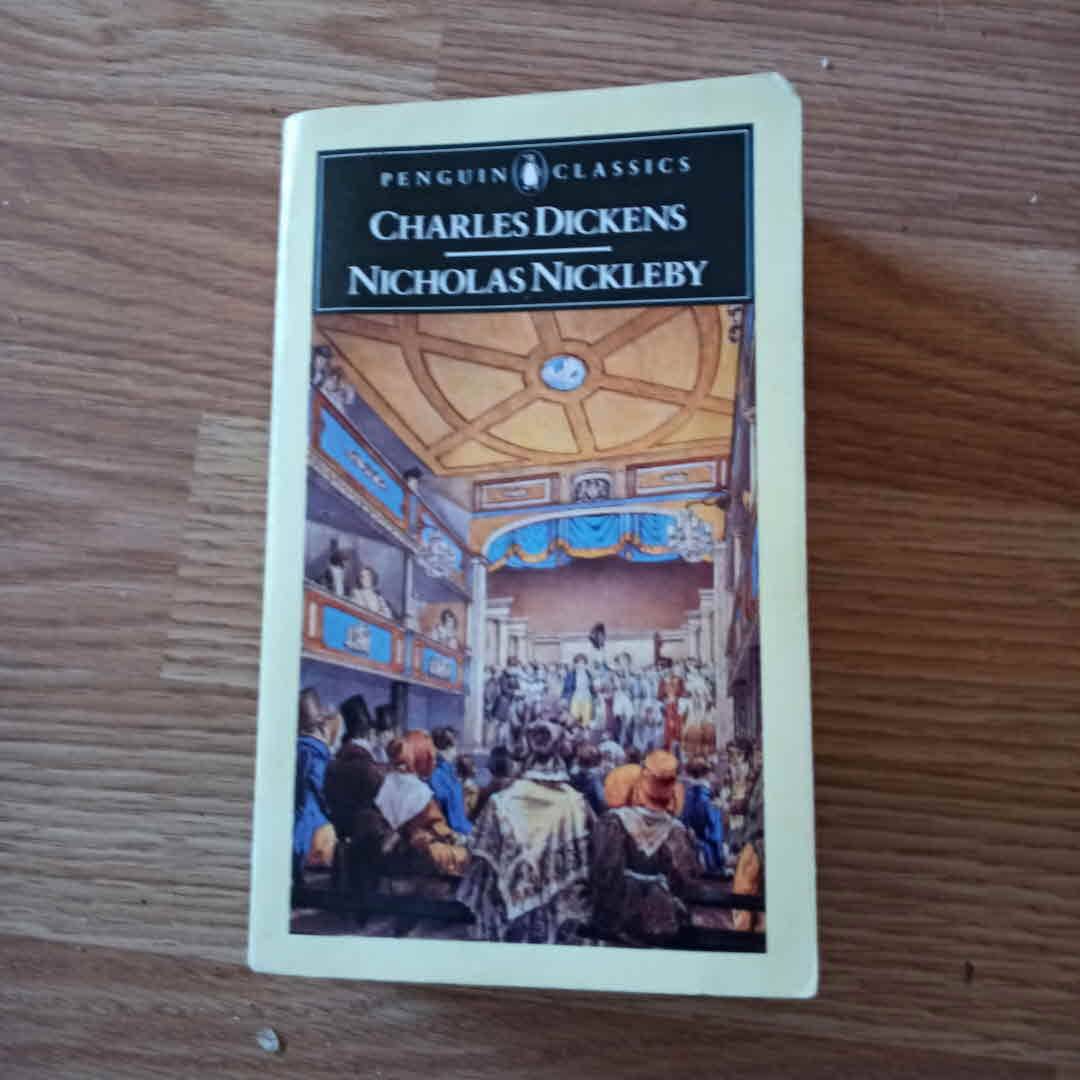 PENGUIN CLASSICS
CHARLES DICKENS
NICHOLAS NICKLEBY